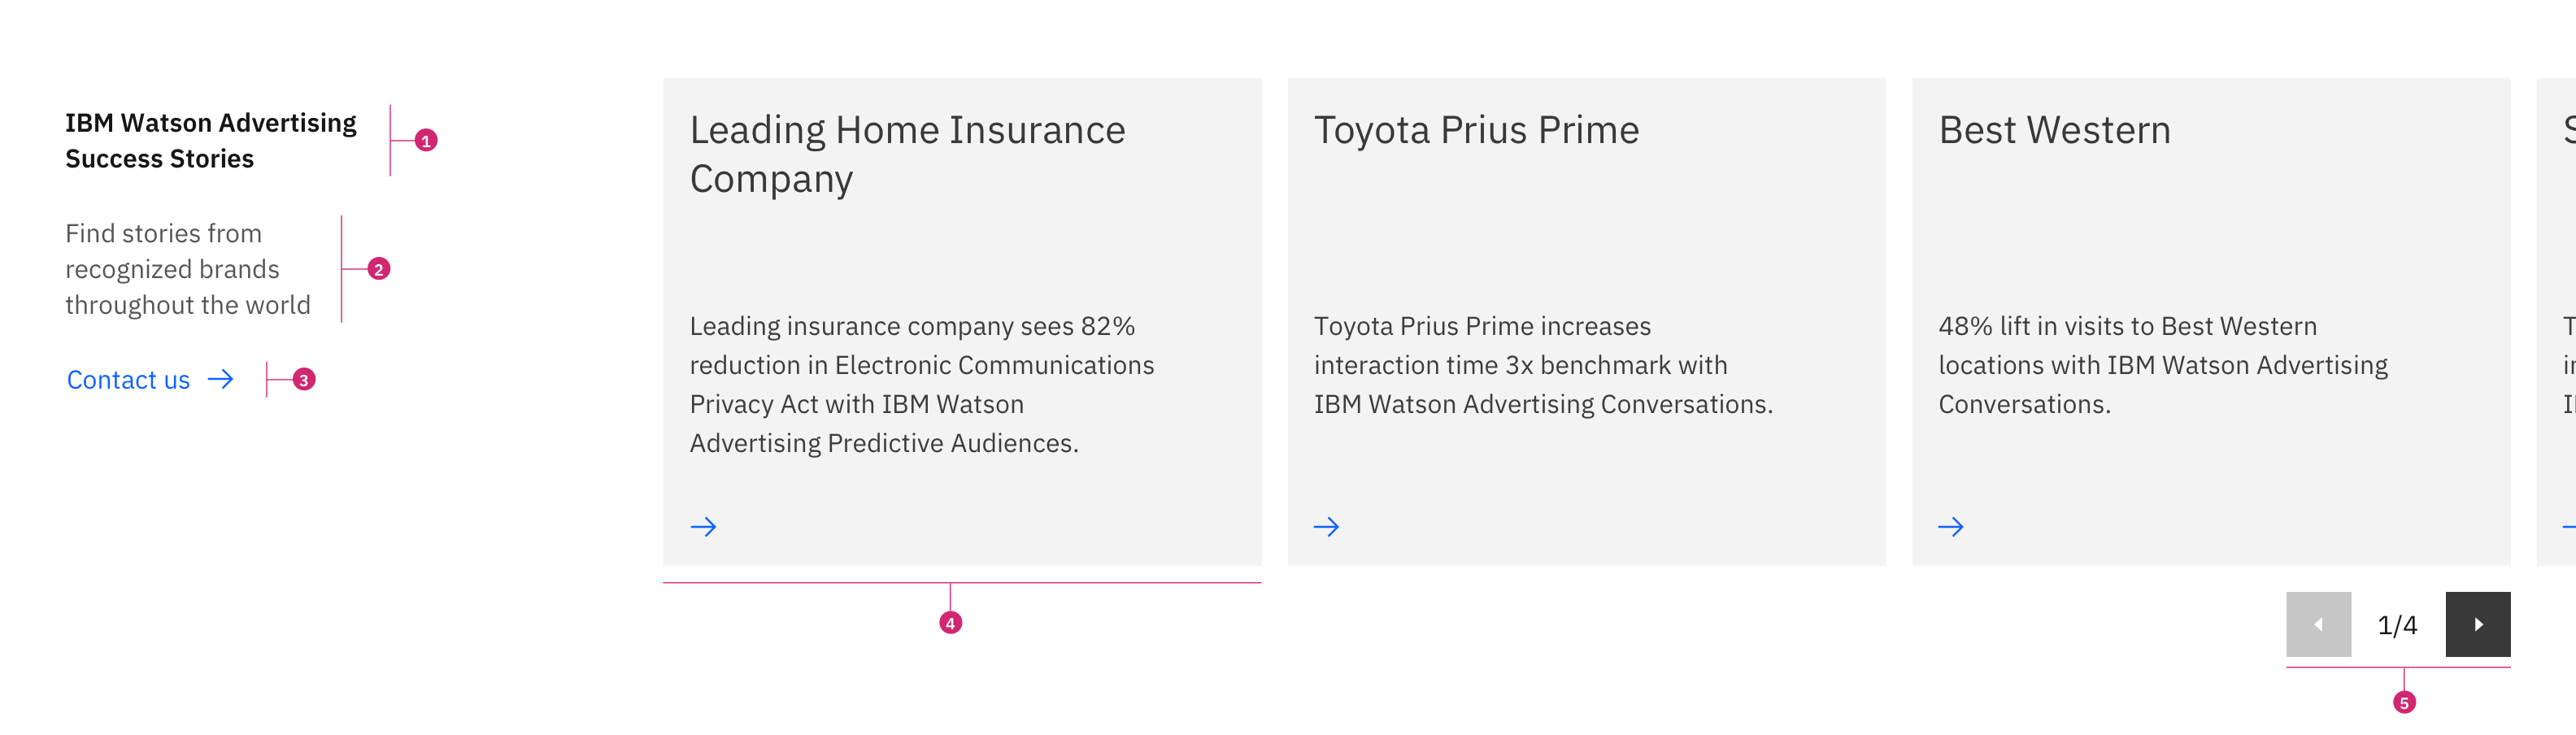 IBM Watson Advertising
Success Stories
1
Find stories from
recognized brands
throughout the world
2
Contact us →
3
Leading Home Insurance
Company
Leading insurance company sees 82%
reduction in Electronic Communications
Privacy Act with IBM Watson
Advertising Predictive Audiences.
→
4
Toyota Prius Prime
Toyota Prius Prime increases
interaction time 3x benchmark with
IBM Watson Advertising Conversations.
→
Best Western
48% lift in visits to Best Western
locations with IBM Watson Advertising
Conversations.
→
1/4
5